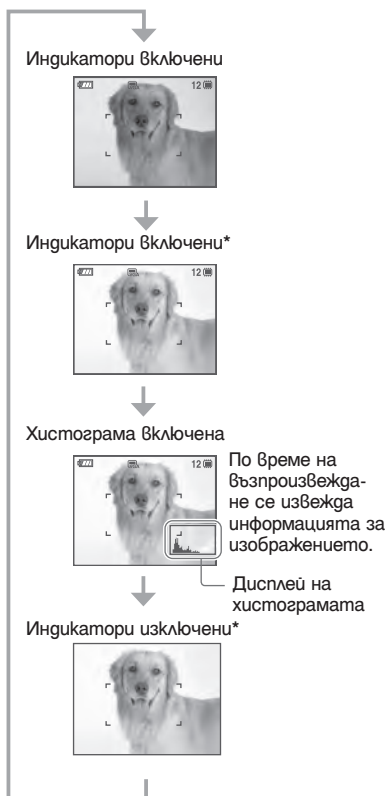 Индикатори включени
12
Индикатори включени*
12
Хистограма включена
12
По време на
възпроизвежда-
не се извежда
информацията за
изображението.
Дисплей на
хистограмата
Индикатори изключени*